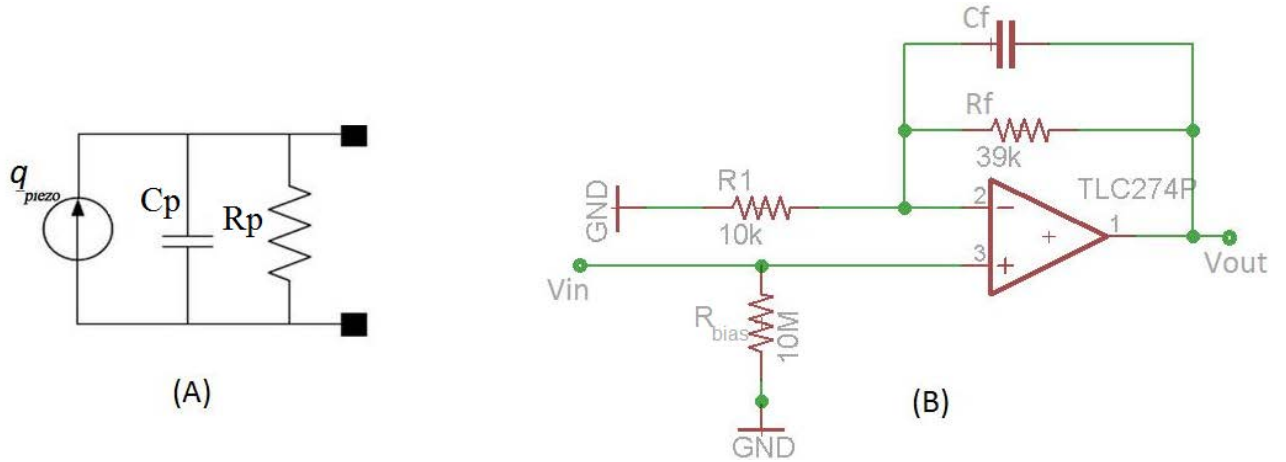 q
piezo
Cp
Rp
(A)
Cf
Rf
39k
TLC274P
R1
10k
GND
2
1
3
Vin
Vout
R bias
10M
GND
(B)